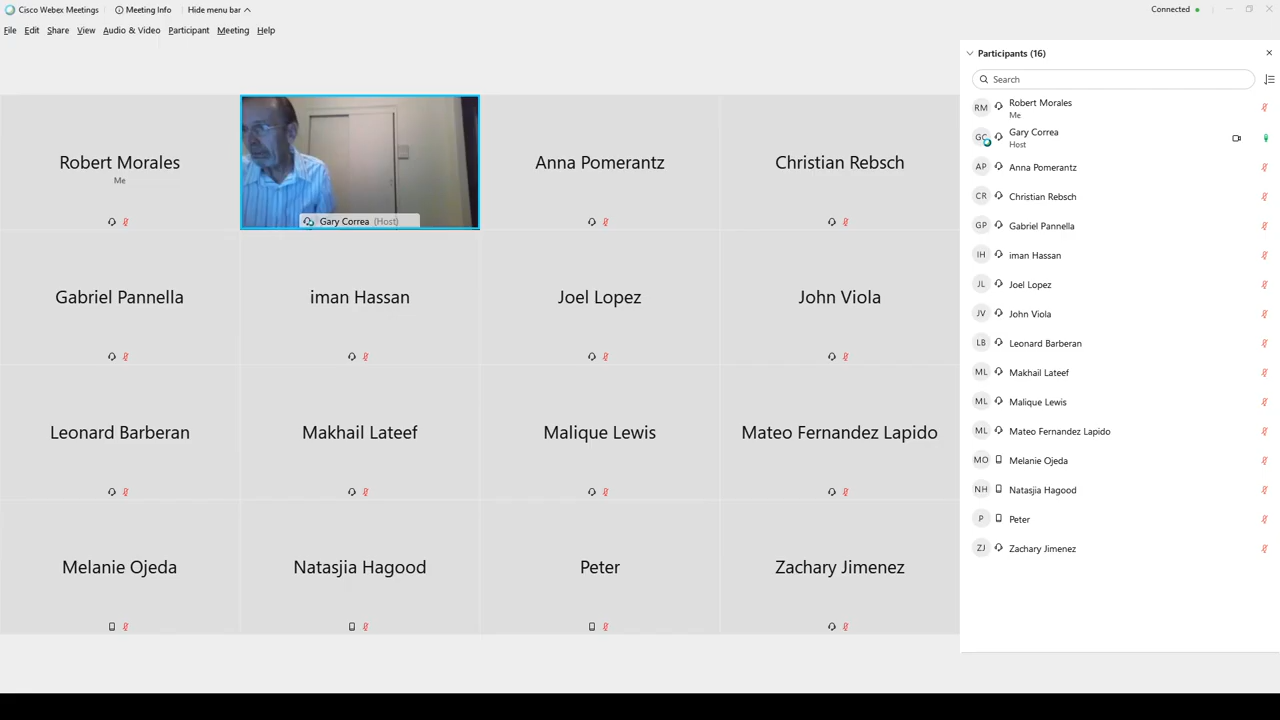 Cisco Webex Meetings
Meeting Info
Hide menu bar
Connected
File Edit Share View Audio & Video Participant Meeting Help
Robert Morales
Me
Gary Correa (Host)
Anna Pomerantz
Christian Rebsch
Gabriel Pannella
iman Hassan
Joel Lopez
John Viola
Leonard Barberan
Makhail Lateef
Malique Lewis
Mateo Fernandez Lapido
Melanie Ojeda
Natasjia Hagood
Peter
Zachary Jimenez
Participants (16)
Search
RM Robert Morales
Me
GC Gary Correa
Host
AP Anna Pomerantz
CR Christian Rebsch
GP Gabriel Pannella
IH iman Hassan
JL Joel Lopez
JV John Viola
LB Leonard Barberan
ML Makhail Lateef
ML Malique Lewis
ML Mateo Fernandez Lapido
MO Melanie Ojeda
NH Natasjia Hagood
P Peter
ZJ Zachary Jimenez